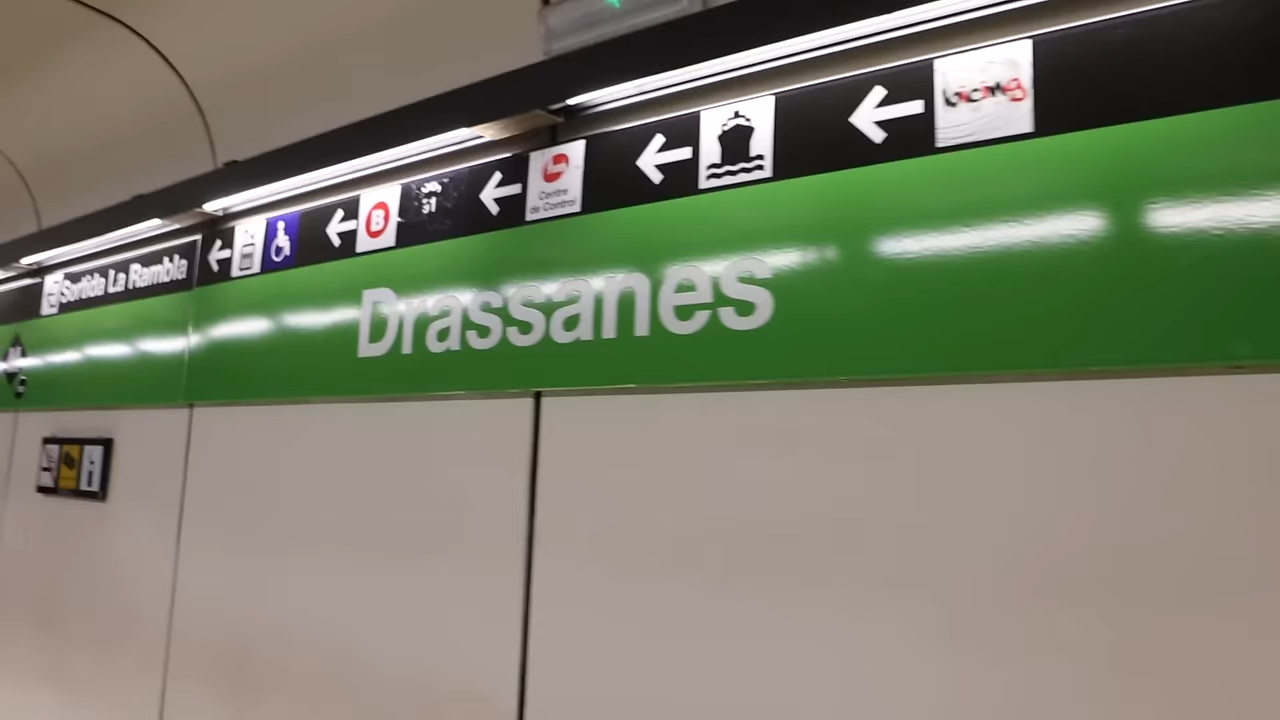 Sortida La Rambla
B
Centre
de Control
bicing
Drassanes